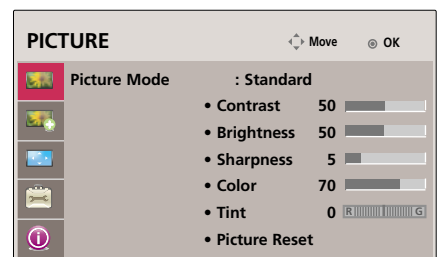 PICTURE Move ◉ OK
Picture Mode : Standard
• Contrast 50
• Brightness 50
• Sharpness 5
• Color 70
• Tint 0 R G
• Picture Reset